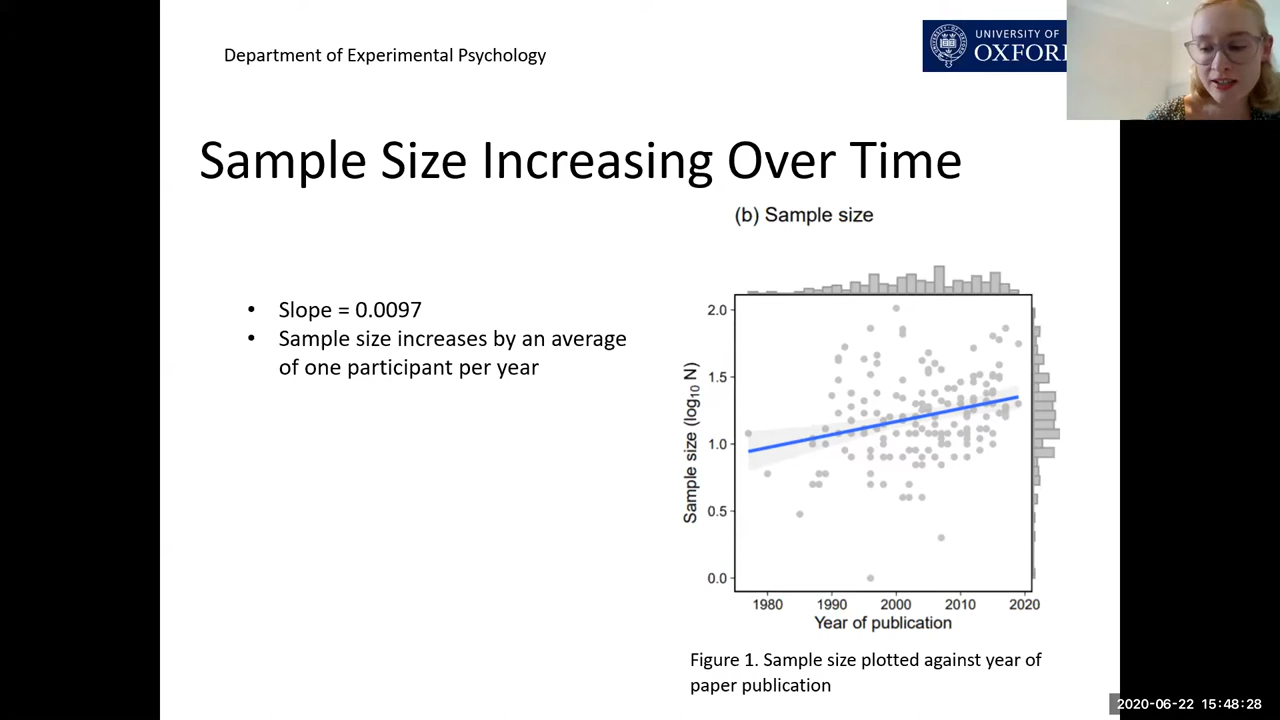 Department of Experimental Psychology
UNIVERSITY OF
OXFOR
Sample Size Increasing Over Time
(b) Sample size
• Slope = 0.0097
• Sample size increases by an average
of one participant per year
2.0
1.5
1.0
0.5
0.0
Sample size (log10 N)
1980 1990 2000 2010 2020
Year of publication
Figure 1. Sample size plotted against year of
paper publication
2020-06-22 15:48:28